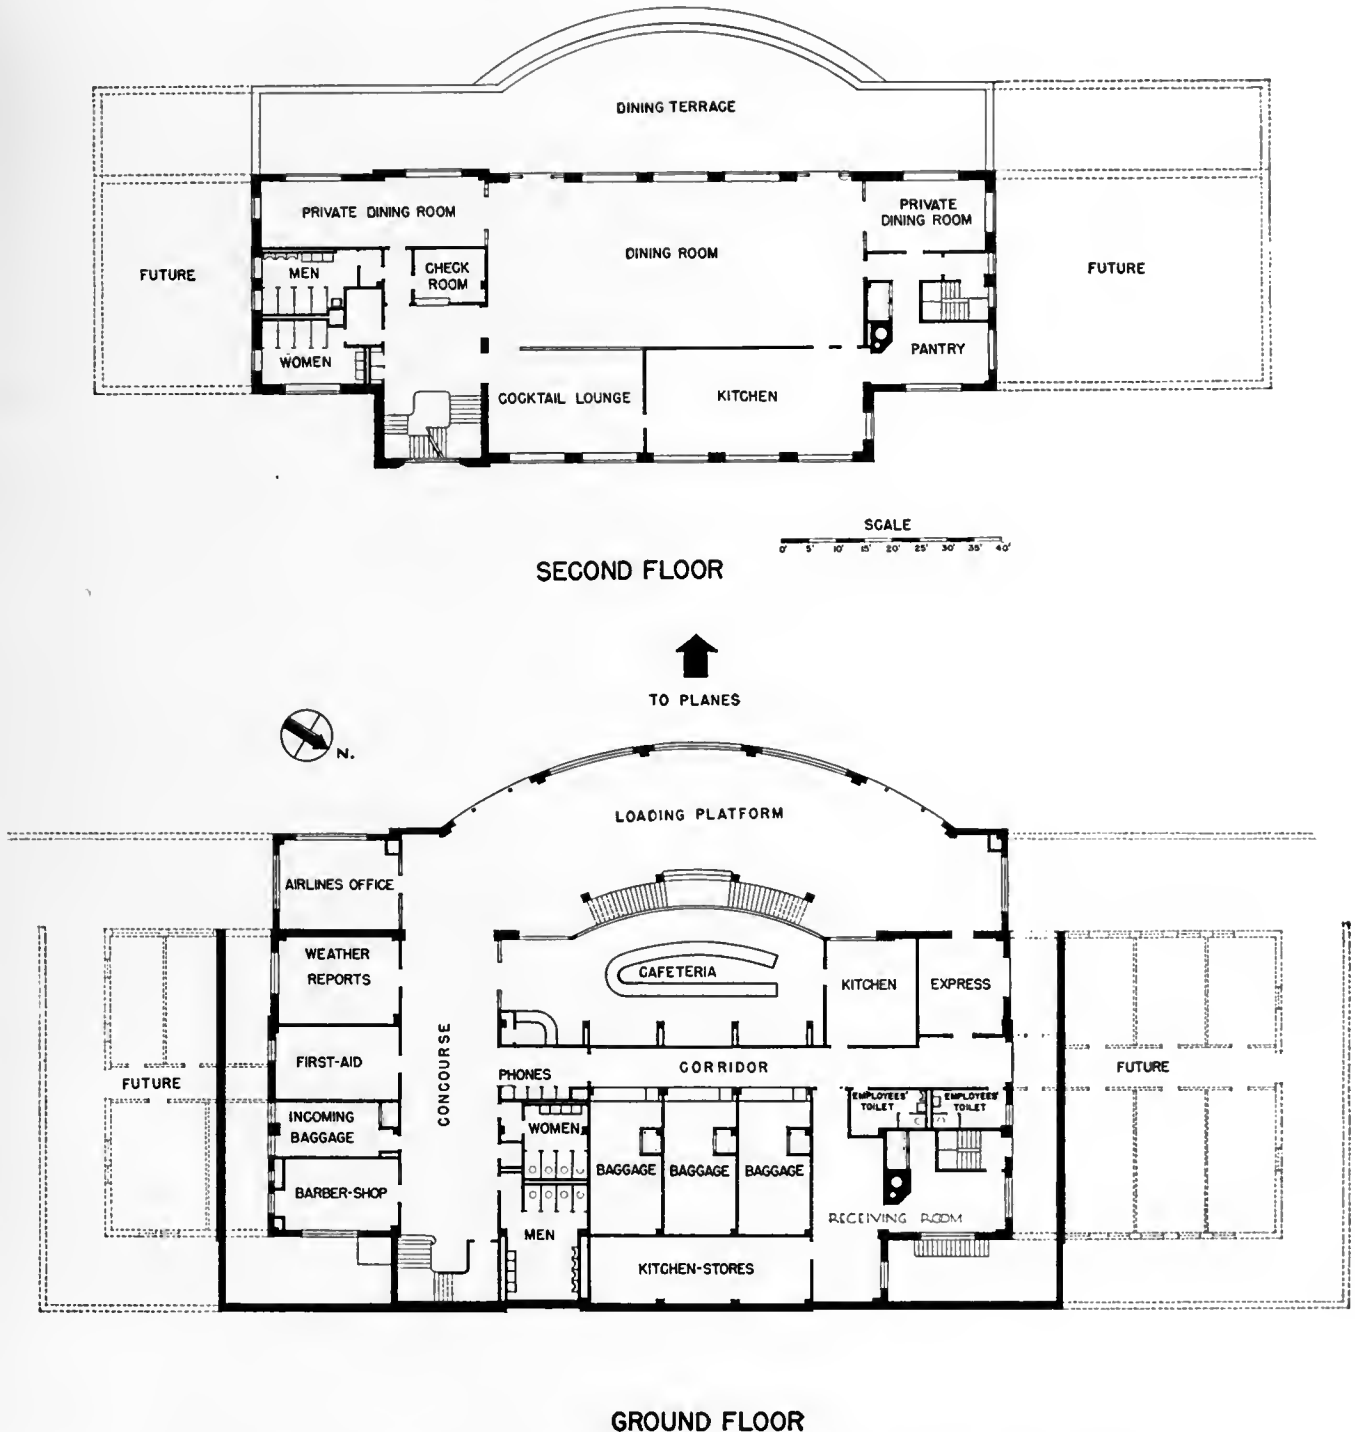 DINING TERRACE
PRIVATE DINING ROOM
PRIVATE
DINING ROOM
FUTURE
MEN
CHECK
ROOM
DINING ROOM
FUTURE
WOMEN
PANTRY
COCKTAIL LOUNGE
KITCHEN
SCALE
0' 5' 10' 15' 20' 25' 30' 35' 40'
SECOND FLOOR
TO PLANES
N.
LOADING PLATFORM
AIRLINES OFFICE
WEATHER
REPORTS
CAFETERIA
KITCHEN
EXPRESS
CONCOURSE
FIRST-AID
PHONES
CORRIDOR
FUTURE
FUTURE
INCOMING
BAGGAGE
WOMEN
EMPLOYEES'
TOILET
EMPLOYEES'
TOILET
BAGGAGE
BAGGAGE
BAGGAGE
BARBER-SHOP
RECEIVING ROOM
MEN
KITCHEN-STORES
GROUND FLOOR